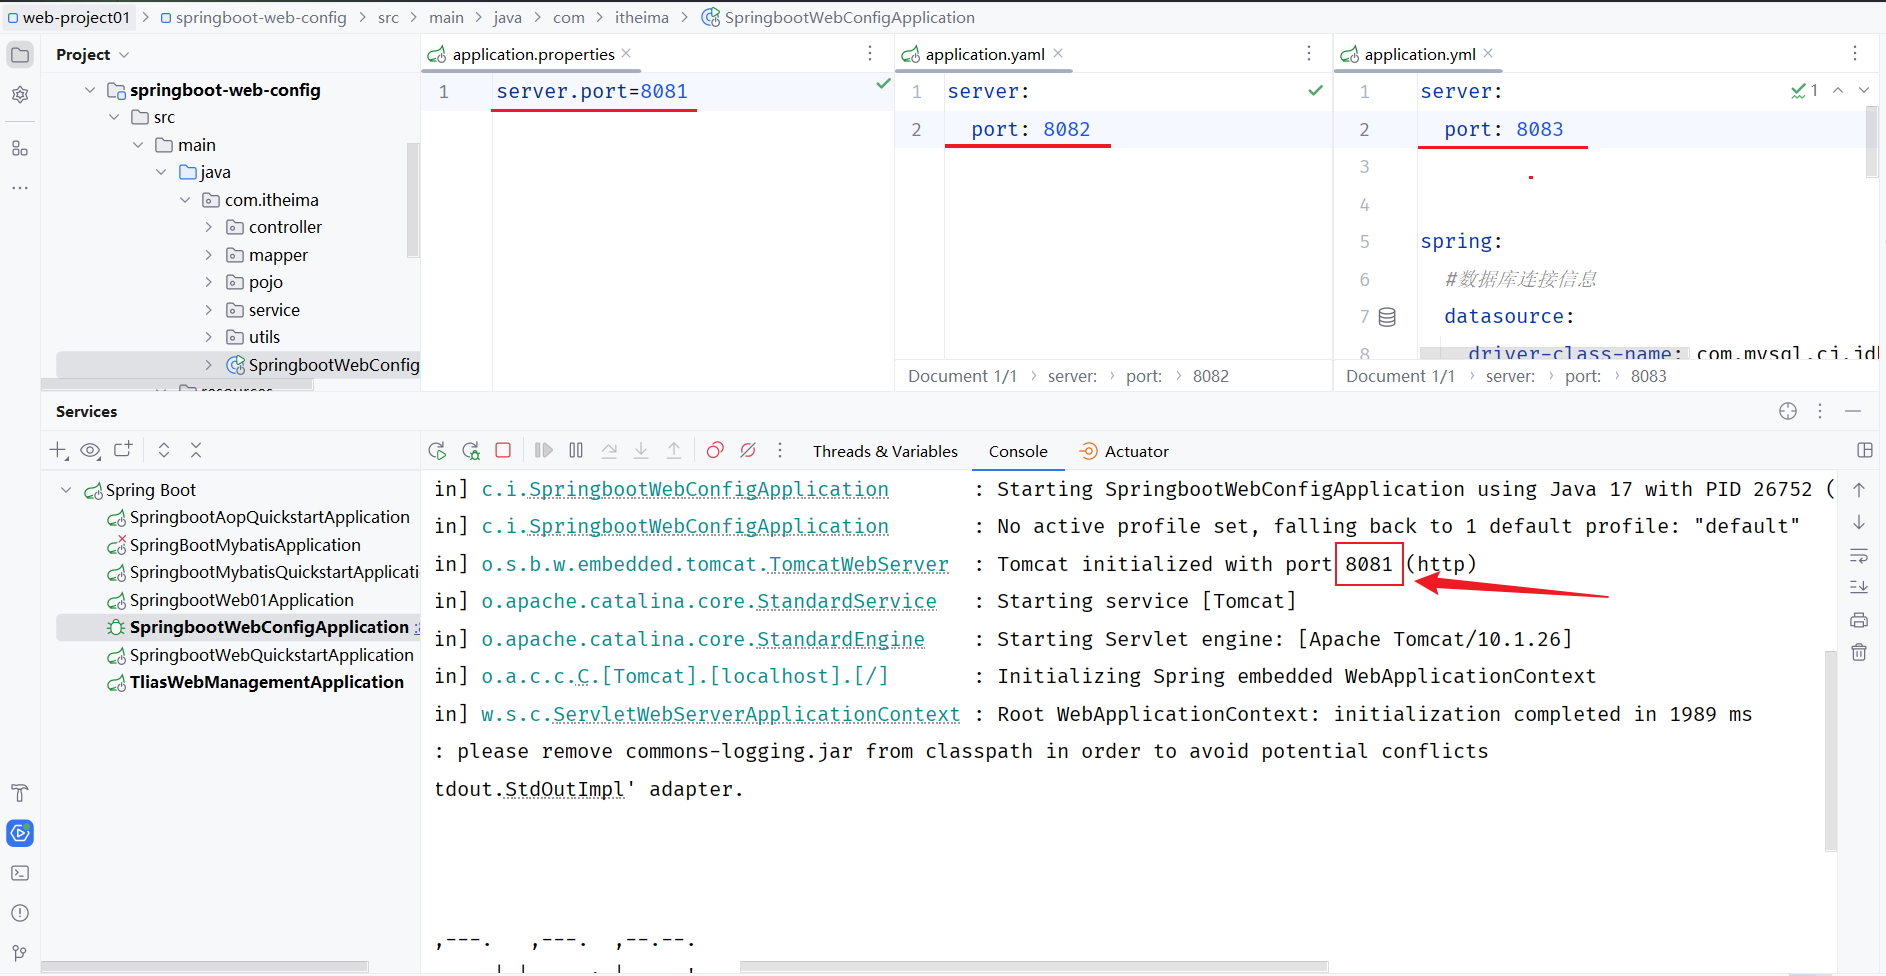 web-project01 > springboot-web-config > src > main > java > com > itheima > SpringbootWebConfigApplication
Project
springboot-web-config
src
main
java
com.itheima
controller
mapper
pojo
service
utils
SpringbootWebConfig
resources
application.properties
1 server.port=8081
application.yaml
1 server:
2 port: 8082
Document 1/1 > server: > port: > 8082
application.yml
1 server:
1
2 port: 8083
3
4
5 spring:
6 #数据库连接信息
7 datasource:
8 driver-class-name: com.mysql.cj.jd
Document 1/1 > server: > port: > 8083
Services
Threads & Variables Console Actuator
Spring Boot
SpringbootAopQuickstartApplication
SpringBootMybatisApplication
SpringbootMybatisQuickstartApplicati
SpringbootWeb01Application
SpringbootWebConfigApplication :
SpringbootWebQuickstartApplication
TliasWebManagementApplication
in] c.i.SpringbootWebConfigApplication : Starting SpringbootWebConfigApplication using Java 17 with PID 26752 (
in] c.i.SpringbootWebConfigApplication : No active profile set, falling back to 1 default profile: "default"
in] o.s.b.w.embedded.tomcat.TomcatWebServer : Tomcat initialized with port 8081 (http)
in] o.apache.catalina.core.StandardService : Starting service [Tomcat]
in] o.apache.catalina.core.StandardEngine : Starting Servlet engine: [Apache Tomcat/10.1.26]
in] o.a.c.c.C.[Tomcat].[localhost].[/] : Initializing Spring embedded WebApplicationContext
in] w.s.c.ServletWebServerApplicationContext : Root WebApplicationContext: initialization completed in 1989 ms
: please remove commons-logging.jar from classpath in order to avoid potential conflicts
tdout.StdOutImpl' adapter.
,---. ,---. ,--.--.